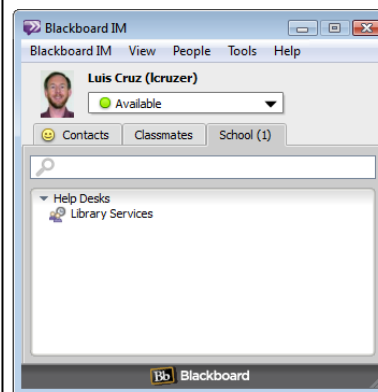 Blackboard IM
Blackboard IM View People Tools Help
Luis Cruz (lcruzer)
Available
Contacts Classmates School (1)
Help Desks
Library Services
Bb Blackboard